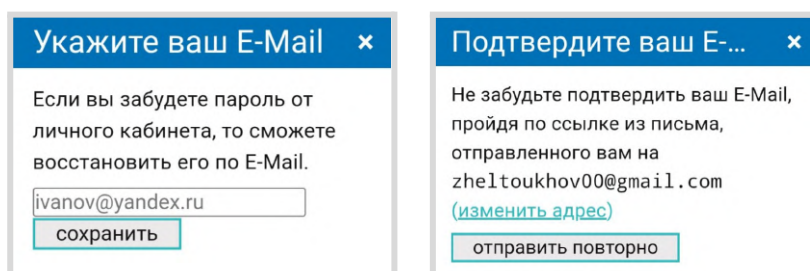 Укажите ваш E-Mail ×
Если вы забудете пароль от
личного кабинета, то сможете
восстановить его по E-Mail.
ivanov@yandex.ru
сохранить
Подтвердите ваш E-... ×
Не забудьте подтвердить ваш E-Mail,
пройдя по ссылке из письма,
отправленного вам на
zheltoukhov00@gmail.com
(изменить адрес)
отправить повторно